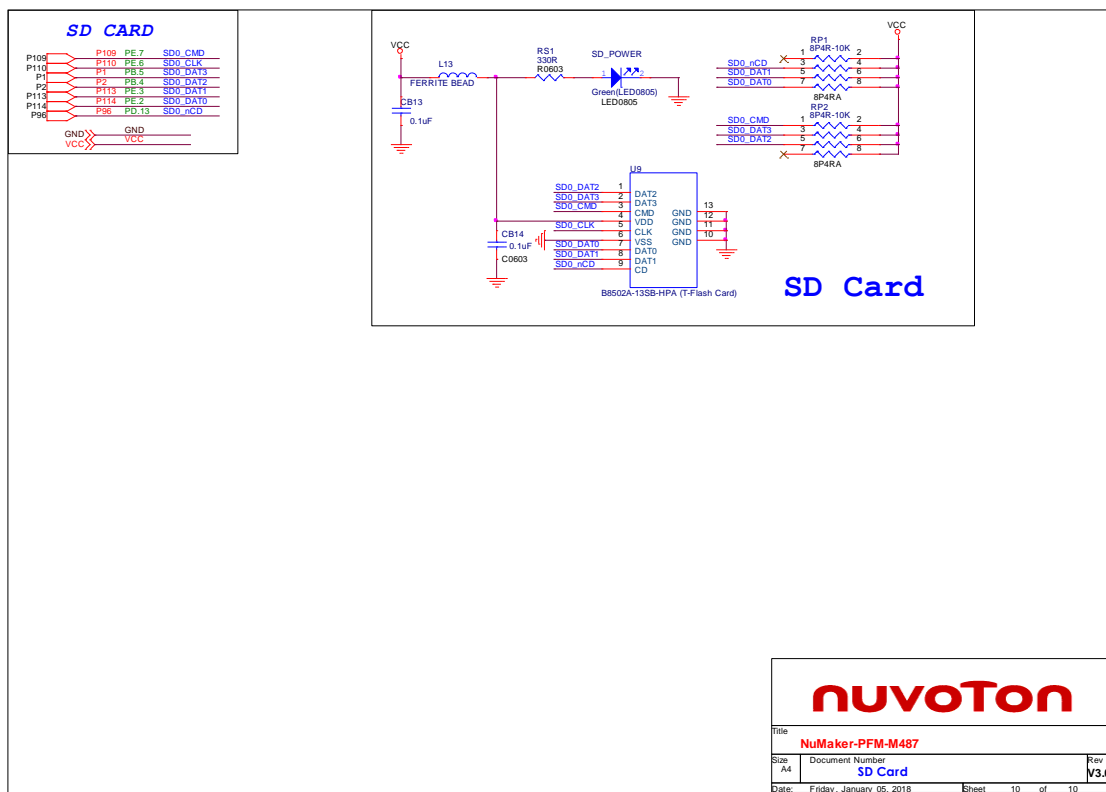 SD CARD
P109 P109 PE.7 SD0_CMD
P110 P110 PE.6 SD0_CLK
P1 P1 PB.5 SD0_DAT3
P2 P2 PB.4 SD0_DAT2
P113 P113 PE.3 SD0_DAT1
P114 P114 PE.2 SD0_DAT0
P96 P96 PD.13 SD0_nCD
GND GND
VCC VCC
VCC
L13
FERRITE BEAD
CB13
0.1uF
RS1
330R
R0603
SD_POWER
1 2
Green(LED0805)
LED0805
VCC
RP1
8P4R-10K
1 2
SD0_nCD 3 4
SD0_DAT1 5 6
SD0_DAT0 7 8
8P4RA
RP2
8P4R-10K
SD0_CMD 1 2
SD0_DAT3 3 4
SD0_DAT2 5 6
7 8
8P4RA
CB14
0.1uF
C0603
U9
SD0_DAT2 1 DAT2
SD0_DAT3 2 DAT3
SD0_CMD 3 CMD GND 13
4 VDD GND 12
SD0_CLK 5 CLK GND 11
6 VSS GND 10
SD0_DAT0 7 DAT0
SD0_DAT1 8 DAT1
SD0_nCD 9 CD
B8502A-13SB-HPA (T-Flash Card)
SD Card
nuvoTon
Title
NuMaker-PFM-M487
Size Document Number Rev
A4 SD Card
Date: Friday, January 05, 2018 Sheet 10 of 10